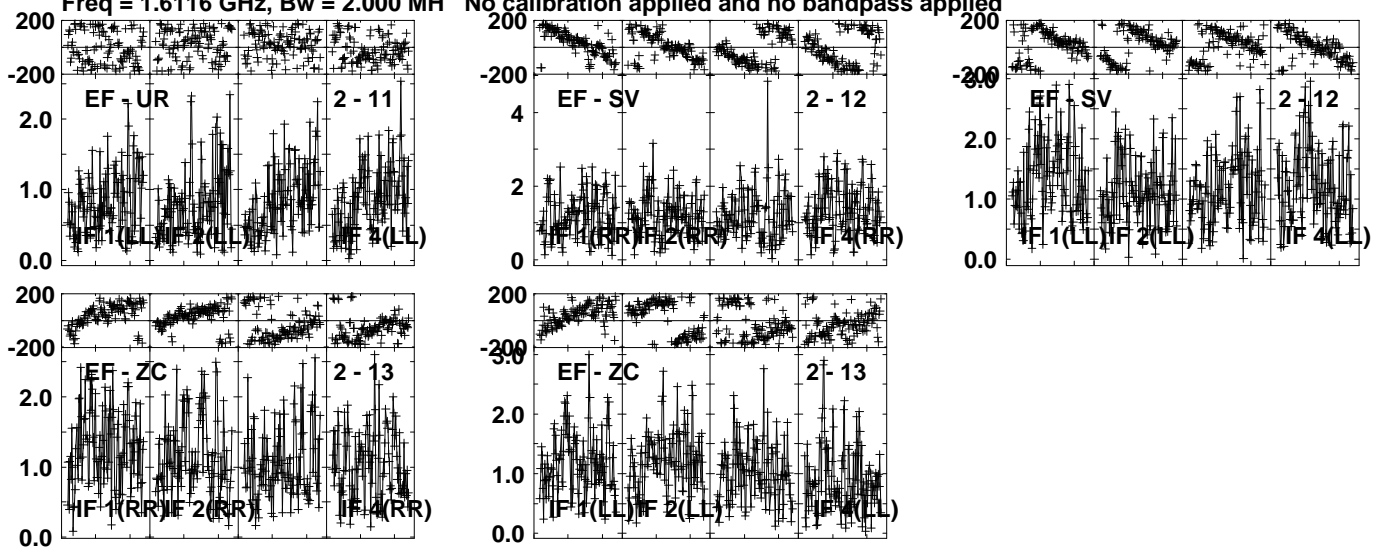 Freq = 1.6116 GHz, Bw = 2.000 MH No calibration applied and no bandpass applied
200
-200
EF - UR 2 - 11
2.0
1.0
0.0
IF 1(LL) IF 2(LL) IF 4(LL)
200
-200
EF - SV 2 - 12
4
2
0
IF 1(RR) IF 2(RR) IF 4(RR)
200
-200
3.0
EF - SV 2 - 12
2.0
1.0
0.0
IF 1(LL) IF 2(LL) IF 4(LL)
200
-200
EF - ZC 2 - 13
2.0
1.0
0.0
IF 1(RR) IF 2(RR) IF 4(RR)
200
-200
3.0
EF - ZC 2 - 13
2.0
1.0
0.0
IF 1(LL) IF 2(LL) IF 4(LL)